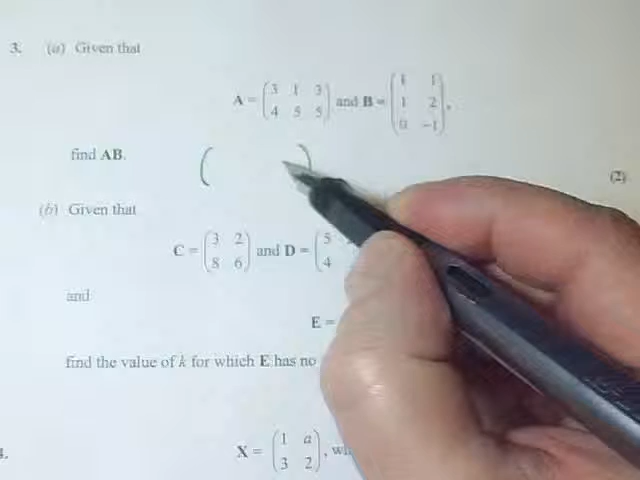 3. (a) Given that
A = (3 1 3
4 5 5) and B = (1 1
1 2
0 −1),
find AB.
( )
(2)
(b) Given that
C = (3 2
8 6) and D = (5
4
and
E =
find the value of k for which E has no
4.
X = (1 a
3 2),